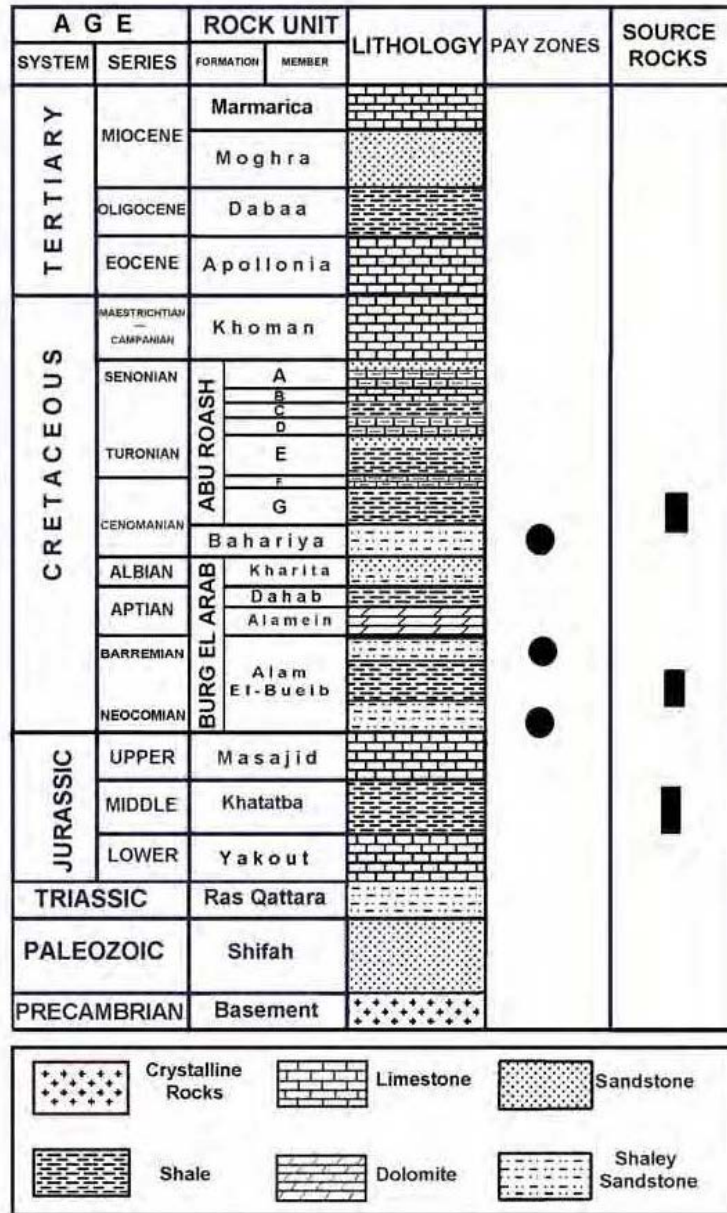 A G E
ROCK UNIT
LITHOLOGY
PAY ZONES
SOURCE
ROCKS
SYSTEM
SERIES
FORMATION
MEMBER
TERTIARY
MIOCENE
Marmarica
Moghra
OLIGOCENE
Dabaa
EOCENE
Apollonia
CRETACEOUS
MAESTRICHTIAN
—
CAMPANIAN
Khoman
SENONIAN
ABU ROASH
A
B
C
D
TURONIAN
E
F
G
CENOMANIAN
Bahariya
ALBIAN
BURG EL ARAB
Kharita
APTIAN
Dahab
Alamein
BARREMIAN
Alam
El-Bueib
NEOCOMIAN
JURASSIC
UPPER
Masajid
MIDDLE
Khatatba
LOWER
Yakout
TRIASSIC
Ras Qattara
PALEOZOIC
Shifah
PRECAMBRIAN
Basement
Crystalline
Rocks
Limestone
Sandstone
Shale
Dolomite
Shaley
Sandstone